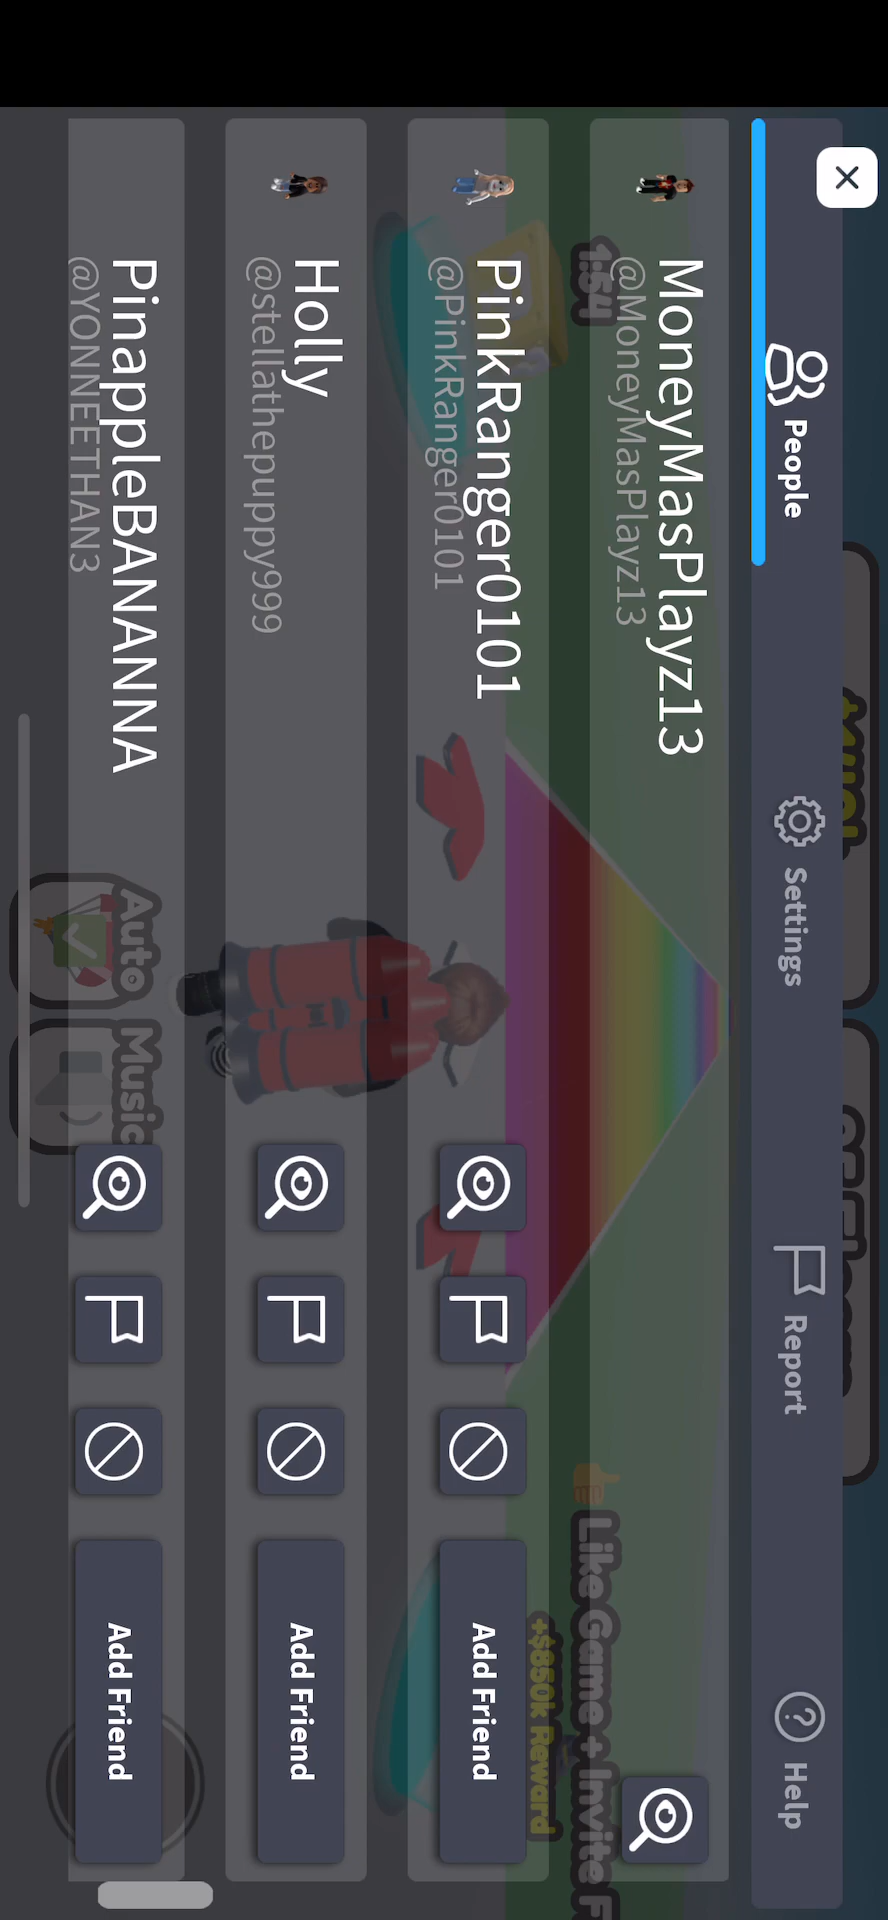 People
Settings
Report
Help
MoneyMasPlayz13
@MoneyMasPlayz13
PinkRanger0101
@PinkRanger0101
Add Friend
Holly
@stellathepuppy999
Add Friend
PinappleBANANNA
@YONNEETHAN3
Add Friend
1:54
Like Game + Invite F
+$850k Reward
Auto
Music